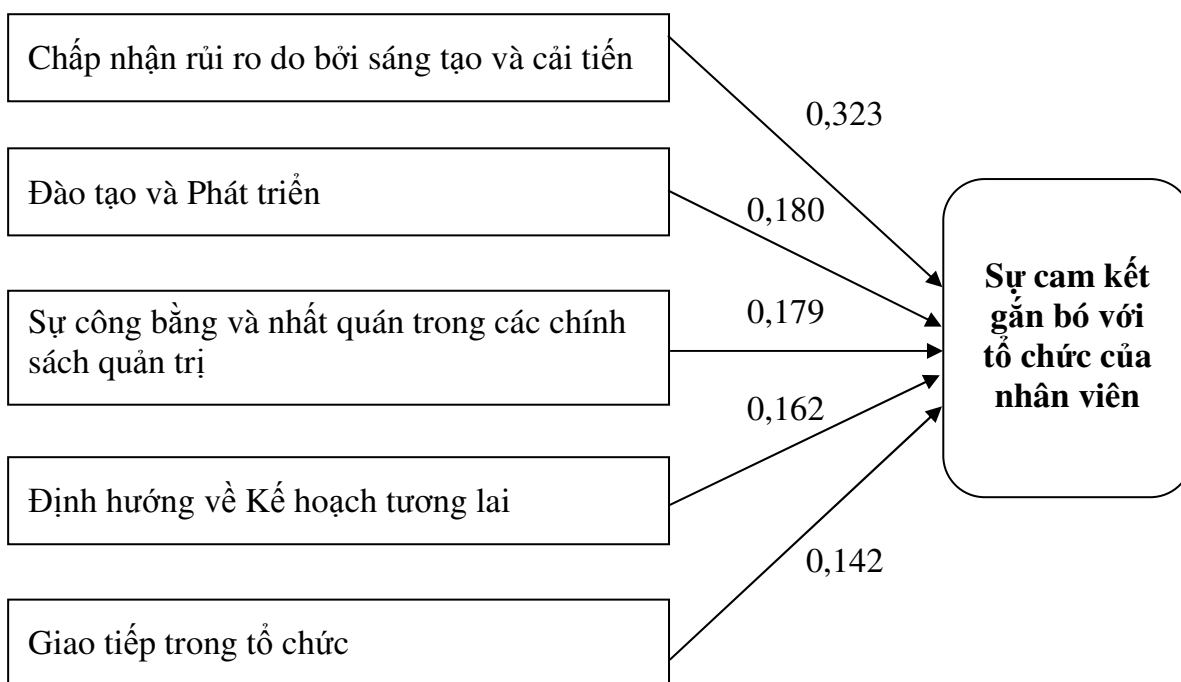 Chấp nhận rủi ro do bởi sáng tạo và cải tiến
0,323
Đào tạo và Phát triển
0,180
Sự công bằng và nhất quán trong các chính
sách quản trị
0,179
Định hướng về Kế hoạch tương lai
0,162
Giao tiếp trong tổ chức
0,142
Sự cam kết
gắn bó với
tổ chức của
nhân viên